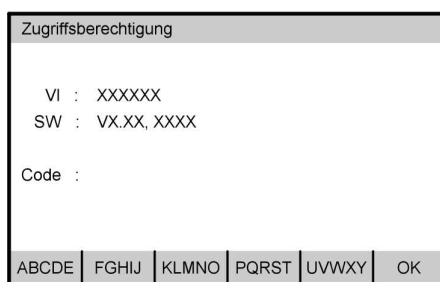 Zugriffsberechtigung
VI : XXXXXX
SW : VX.XX, XXXX
Code :
ABCDE FGHIJ KLMNO PQRST UVWXY OK